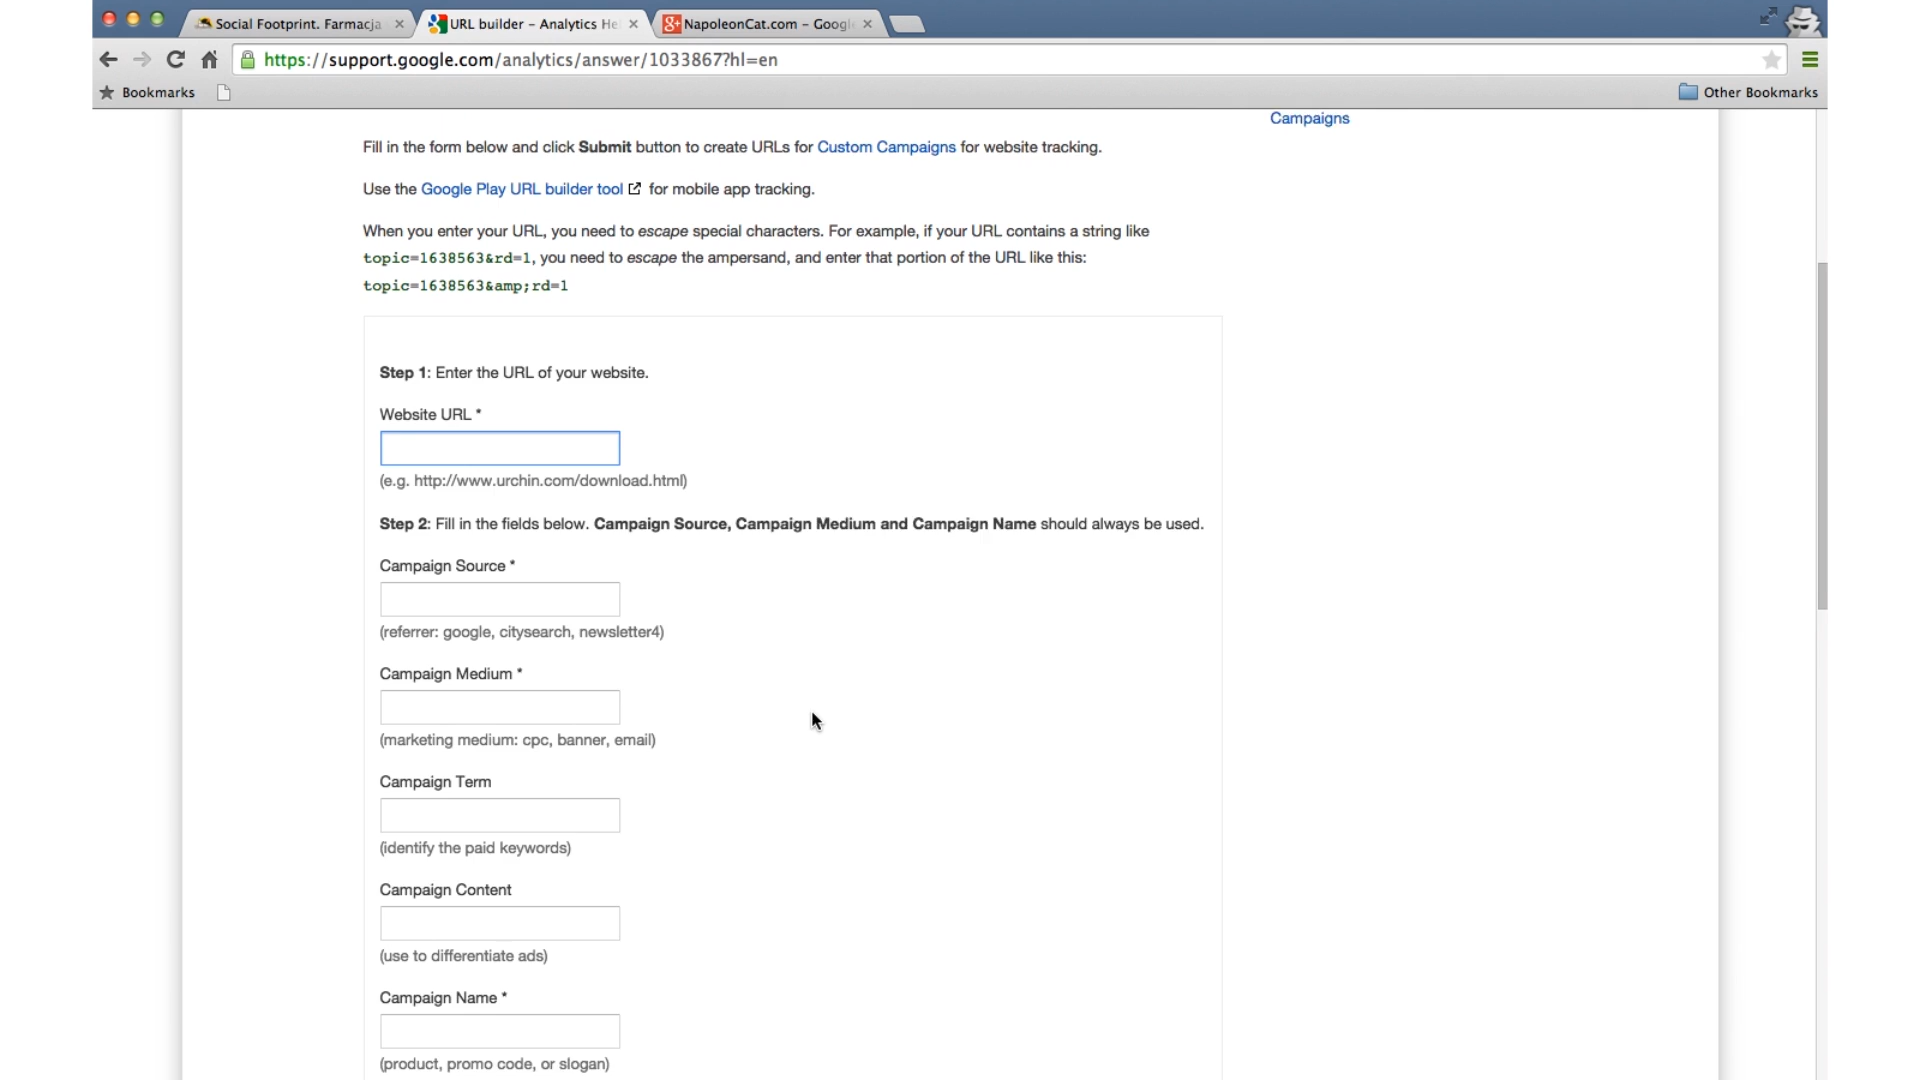 Social Footprint. Farmacja
URL builder – Analytics He
NapoleonCat.com – Google
https://support.google.com/analytics/answer/1033867?hl=en
Bookmarks
Other Bookmarks
Campaigns
Fill in the form below and click Submit button to create URLs for Custom Campaigns for website tracking.
Use the Google Play URL builder tool for mobile app tracking.
When you enter your URL, you need to escape special characters. For example, if your URL contains a string like
topic=1638563&rd=1, you need to escape the ampersand, and enter that portion of the URL like this:
topic=1638563&amp;rd=1
Step 1: Enter the URL of your website.
Website URL *
(e.g. http://www.urchin.com/download.html)
Step 2: Fill in the fields below. Campaign Source, Campaign Medium and Campaign Name should always be used.
Campaign Source *
(referrer: google, citysearch, newsletter4)
Campaign Medium *
(marketing medium: cpc, banner, email)
Campaign Term
(identify the paid keywords)
Campaign Content
(use to differentiate ads)
Campaign Name *
(product, promo code, or slogan)